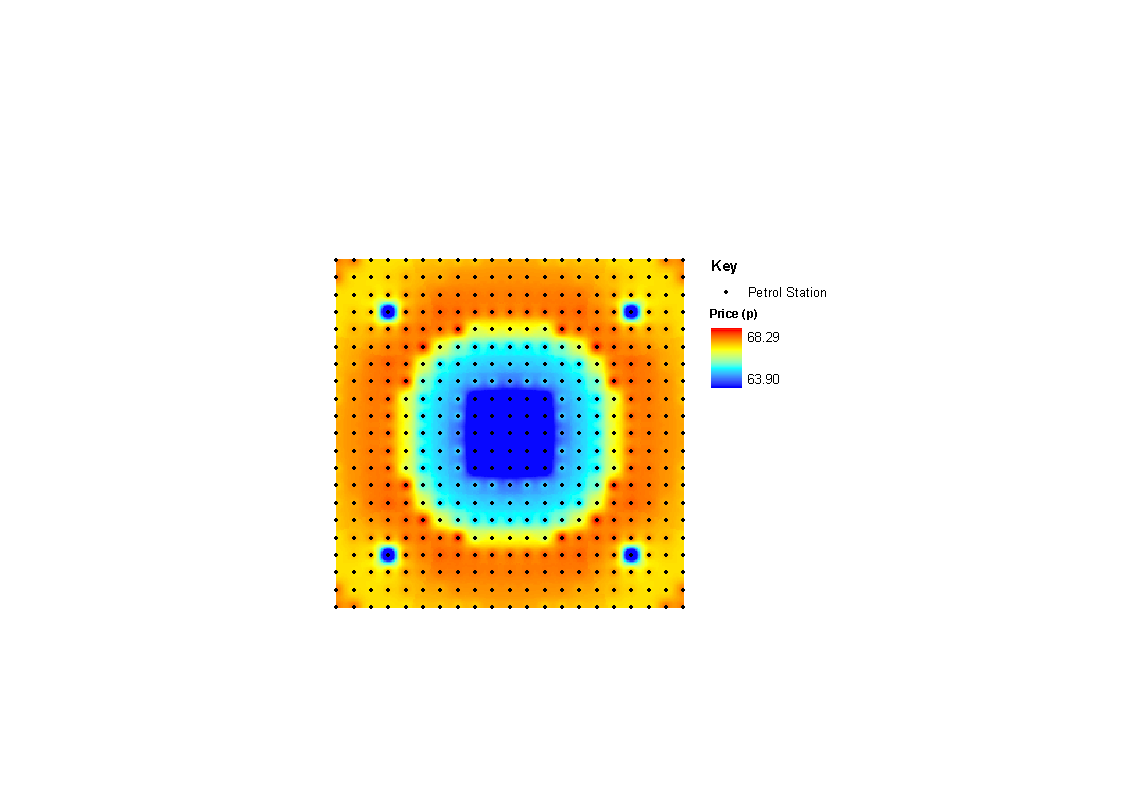 Key
Petrol Station
Price (p)
68.29
63.90